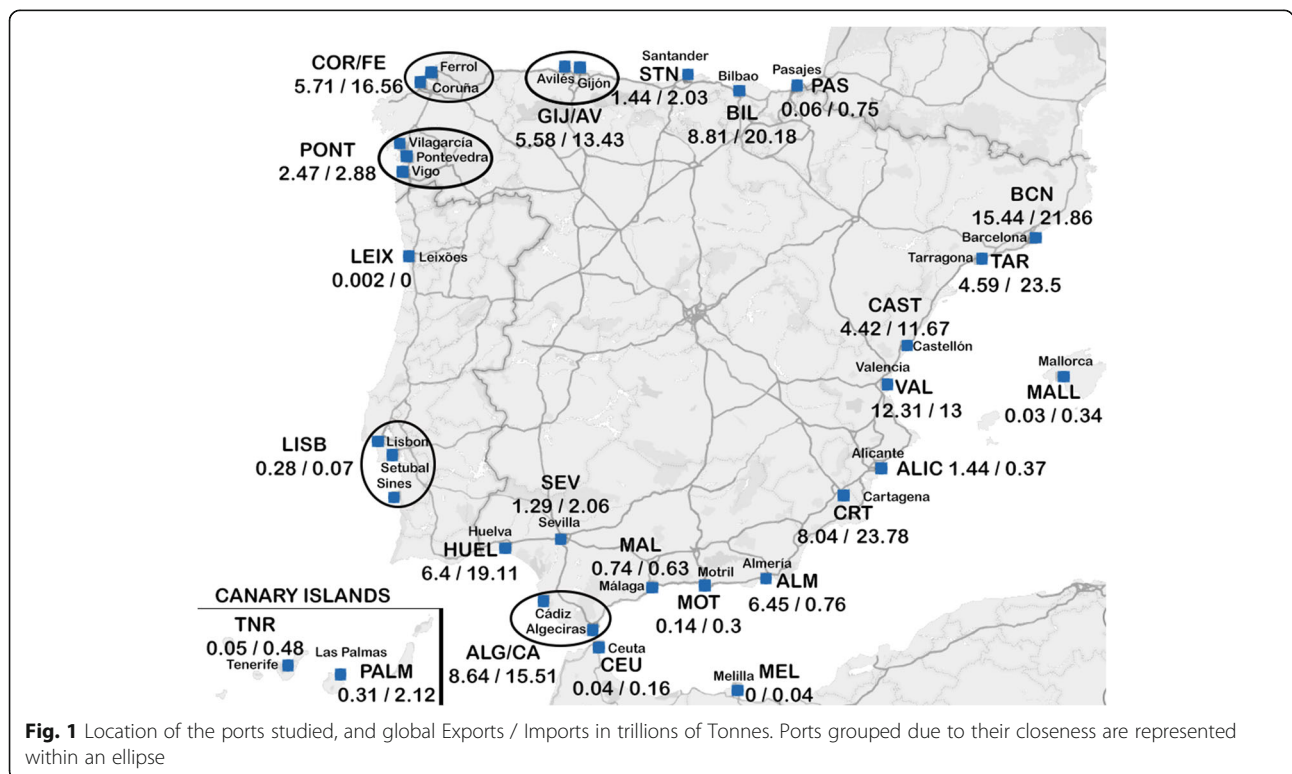 COR/FE
5.71 / 16.56
Ferrol
Coruña
Avilés
Gijón
GIJ/AV
5.58 / 13.43
Santander
STN
1.44 / 2.03
Bilbao
BIL
8.81 / 20.18
Pasajes
PAS
0.06 / 0.75
PONT
2.47 / 2.88
Vilagarcía
Pontevedra
Vigo
BCN
15.44 / 21.86
Barcelona
Tarragona
TAR
4.59 / 23.5
LEIX
Leixões
0.002 / 0
CAST
4.42 / 11.67
Castellón
Valencia
VAL
12.31 / 13
Mallorca
MALL
0.03 / 0.34
LISB
0.28 / 0.07
Lisbon
Setubal
Sines
Alicante
ALIC 1.44 / 0.37
Cartagena
CRT
8.04 / 23.78
SEV
1.29 / 2.06
Sevilla
Huelva
HUEL
6.4 / 19.11
MAL
0.74 / 0.63
Málaga
Motril
MOT
0.14 / 0.3
Almería
ALM
6.45 / 0.76
Cádiz
Algeciras
ALG/CA
8.64 / 15.51
Ceuta
CEU
0.04 / 0.16
Melilla
MEL
0 / 0.04
CANARY ISLANDS
TNR
0.05 / 0.48
Tenerife
Las Palmas
PALM
0.31 / 2.12
Fig. 1 Location of the ports studied, and global Exports / Imports in trillions of Tonnes. Ports grouped due to their closeness are represented
within an ellipse